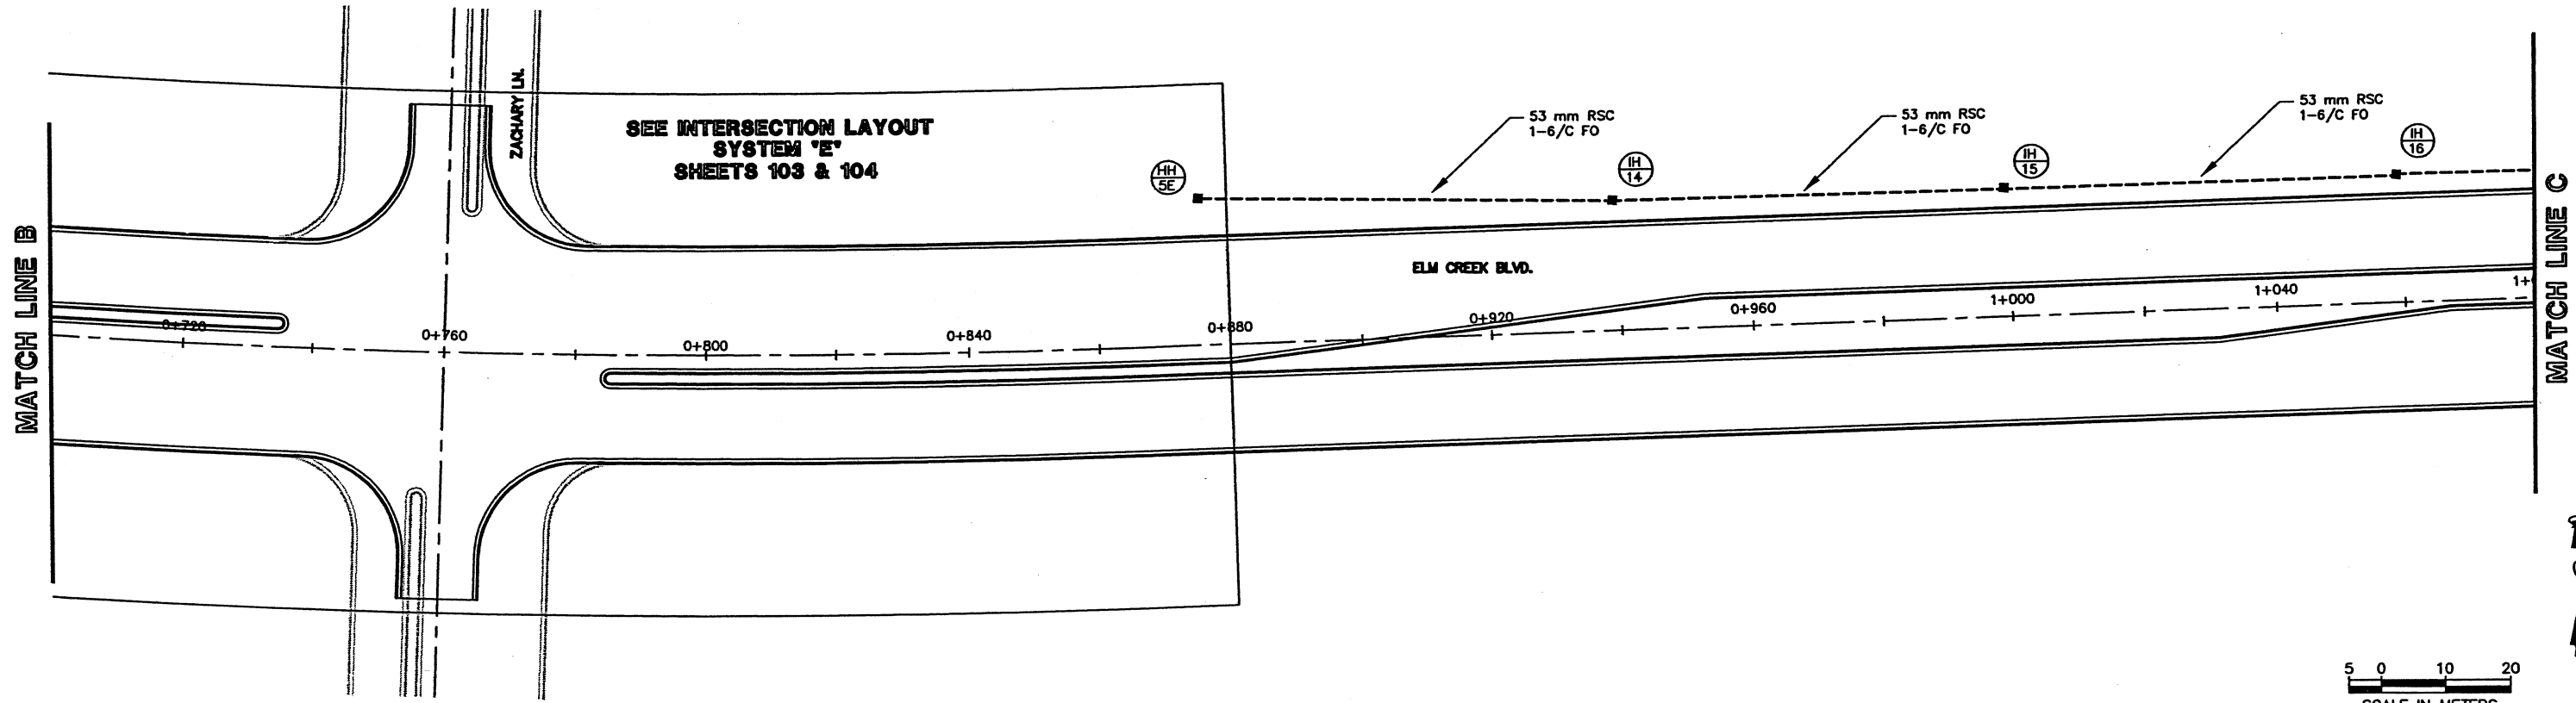 MATCH LINE B
ZACHARY LN.
SEE INTERSECTION LAYOUT
SYSTEM "E"
SHEETS 103 & 104
HH
5E
53 mm RSC
1-6/C FO
IH
14
53 mm RSC
1-6/C FO
IH
15
53 mm RSC
1-6/C FO
IH
16
ELM CREEK BLVD.
0+720
0+760
0+800
0+840
0+880
0+920
0+960
1+000
1+040
MATCH LINE C
5 0 10 20
SCALE IN METERS